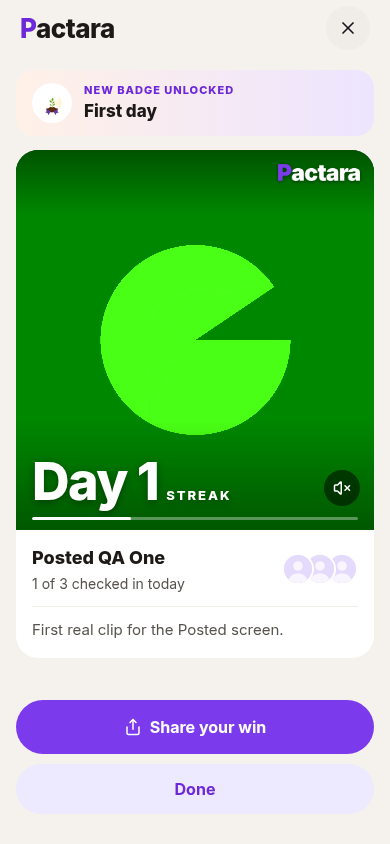 Pactara
NEW BADGE UNLOCKED
First day
Pactara
Day 1 STREAK
Posted QA One
1 of 3 checked in today
First real clip for the Posted screen.
Share your win
Done